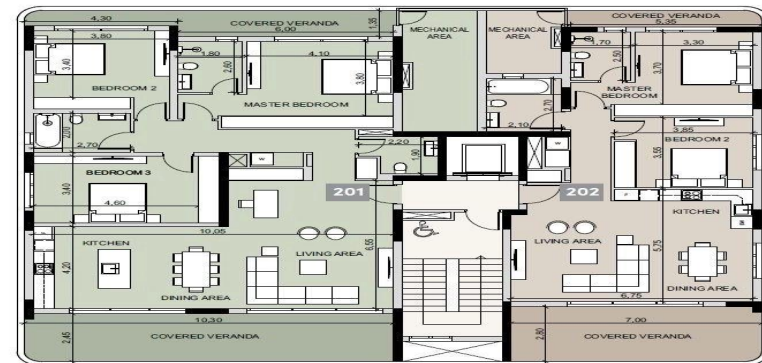 4,30
COVERED VERANDA
6,00
1,35
MECHANICAL
AREA
MECHANICAL
AREA
COVERED VERANDA
5,35
3,80
3,40
BEDROOM 2
1,80
2,60
4,10
3,80
MASTER BEDROOM
1,70
2,50
3,30
3,70
MASTER
BEDROOM
2,00
2,70
2,10
2,70
2,20
1,90
3,85
BEDROOM 2
3,55
W
W
BEDROOM 3
3,40
4,60
201
202
10,05
KITCHEN
4,20
LIVING AREA
6,55
DINING AREA
KITCHEN
LIVING AREA
5,75
DINING AREA
6,75
10,30
2,45
COVERED VERANDA
7,00
2,80
COVERED VERANDA